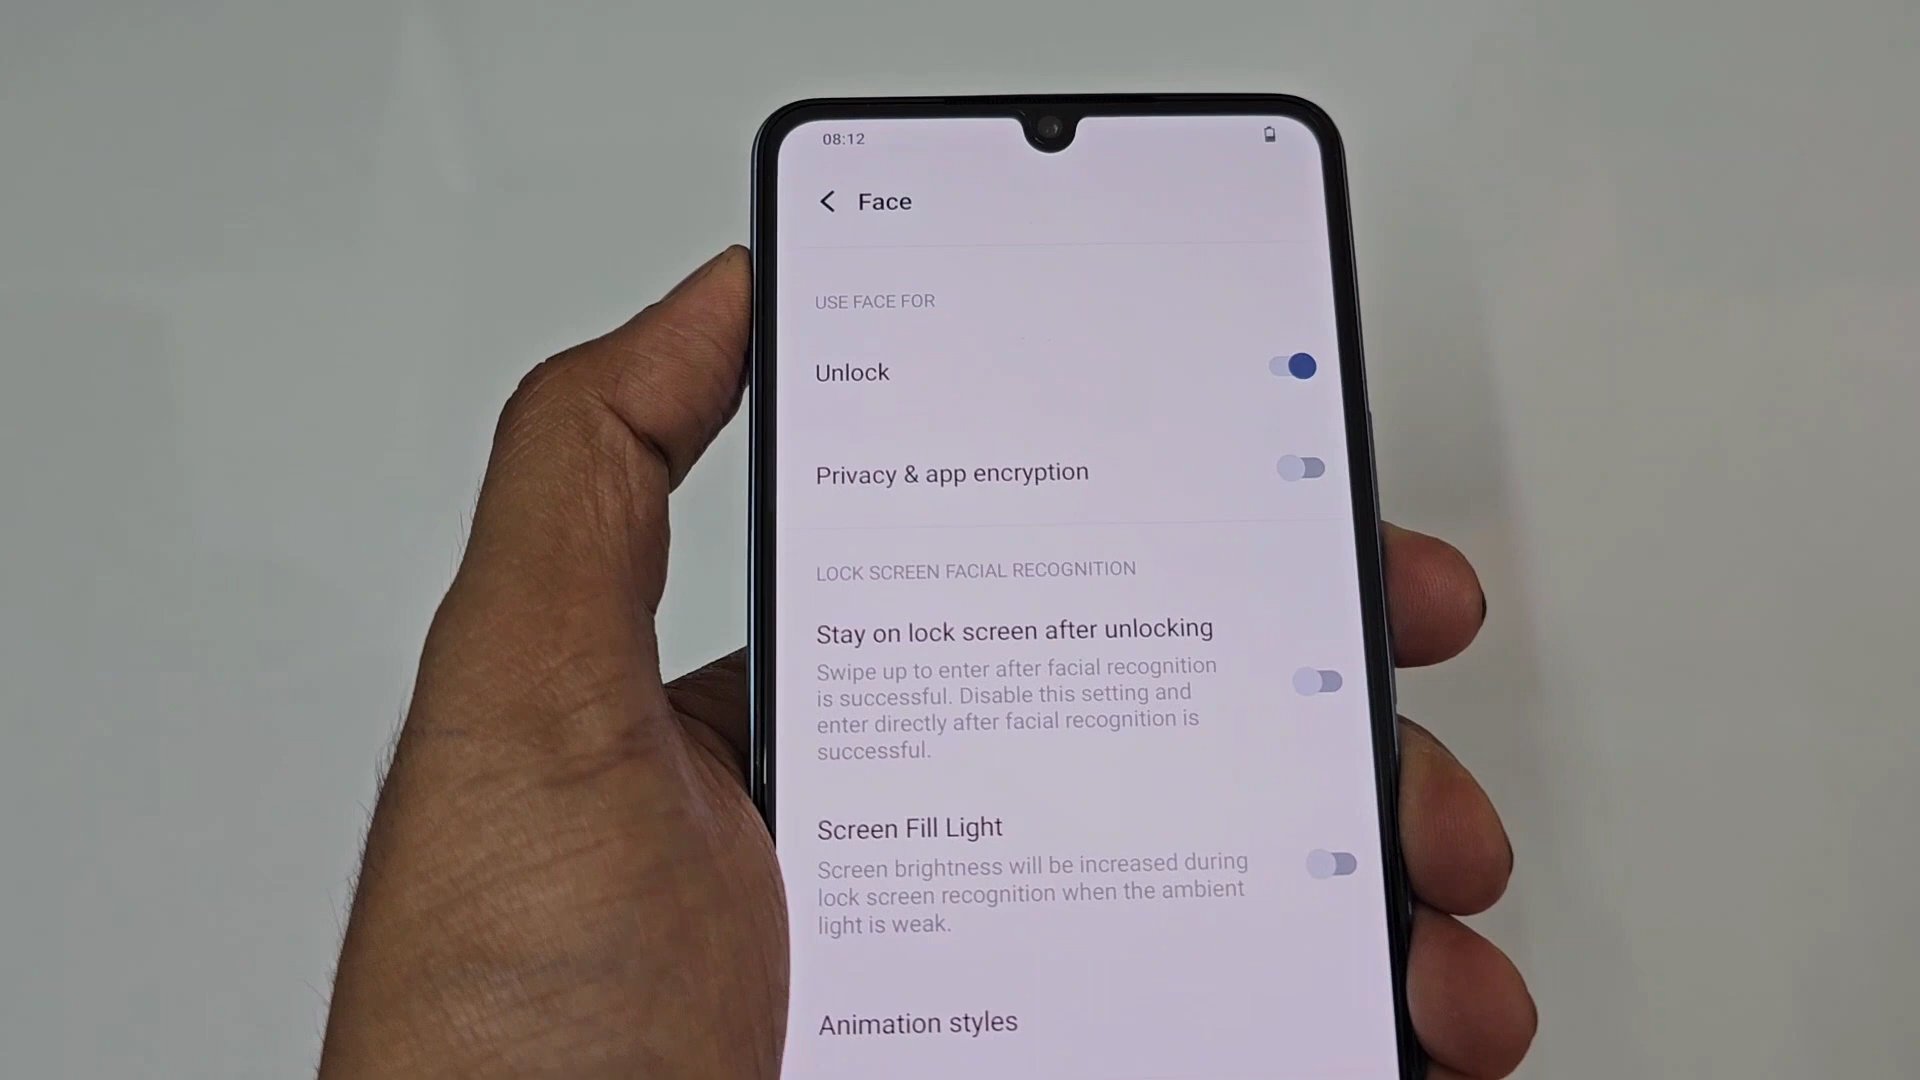 08:12
Face
USE FACE FOR
Unlock
Privacy & app encryption
LOCK SCREEN FACIAL RECOGNITION
Stay on lock screen after unlocking
Swipe up to enter after facial recognition
is successful. Disable this setting and
enter directly after facial recognition is
successful.
Screen Fill Light
Screen brightness will be increased during
lock screen recognition when the ambient
light is weak.
Animation styles